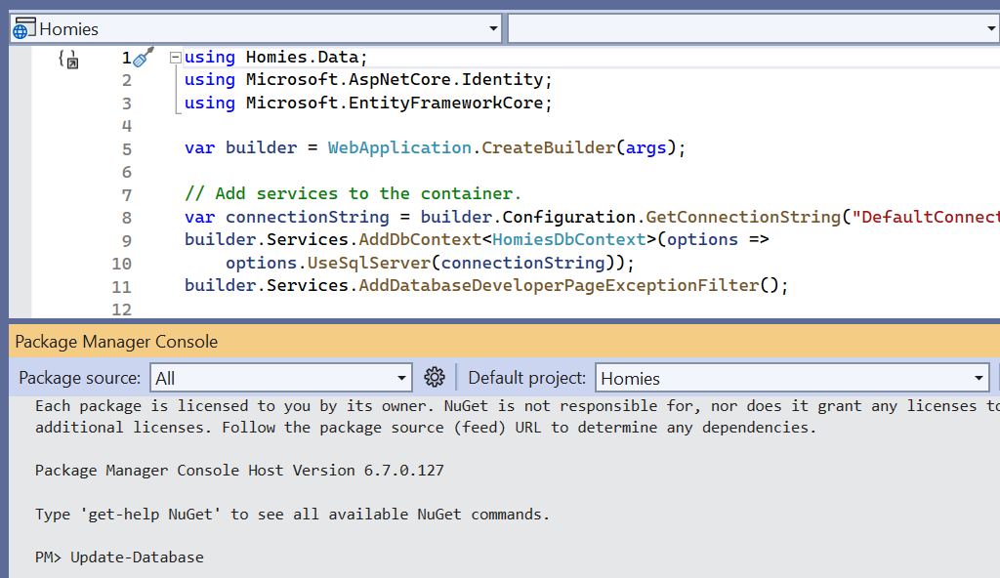 Homies
1 using Homies.Data;
2 using Microsoft.AspNetCore.Identity;
3 using Microsoft.EntityFrameworkCore;
4
5 var builder = WebApplication.CreateBuilder(args);
6
7 // Add services to the container.
8 var connectionString = builder.Configuration.GetConnectionString("DefaultConnect
9 builder.Services.AddDbContext<HomiesDbContext>(options =>
10 options.UseSqlServer(connectionString));
11 builder.Services.AddDatabaseDeveloperPageExceptionFilter();
12
Package Manager Console
Package source: All Default project: Homies
Each package is licensed to you by its owner. NuGet is not responsible for, nor does it grant any licenses to
additional licenses. Follow the package source (feed) URL to determine any dependencies.
Package Manager Console Host Version 6.7.0.127
Type 'get-help NuGet' to see all available NuGet commands.
PM> Update-Database